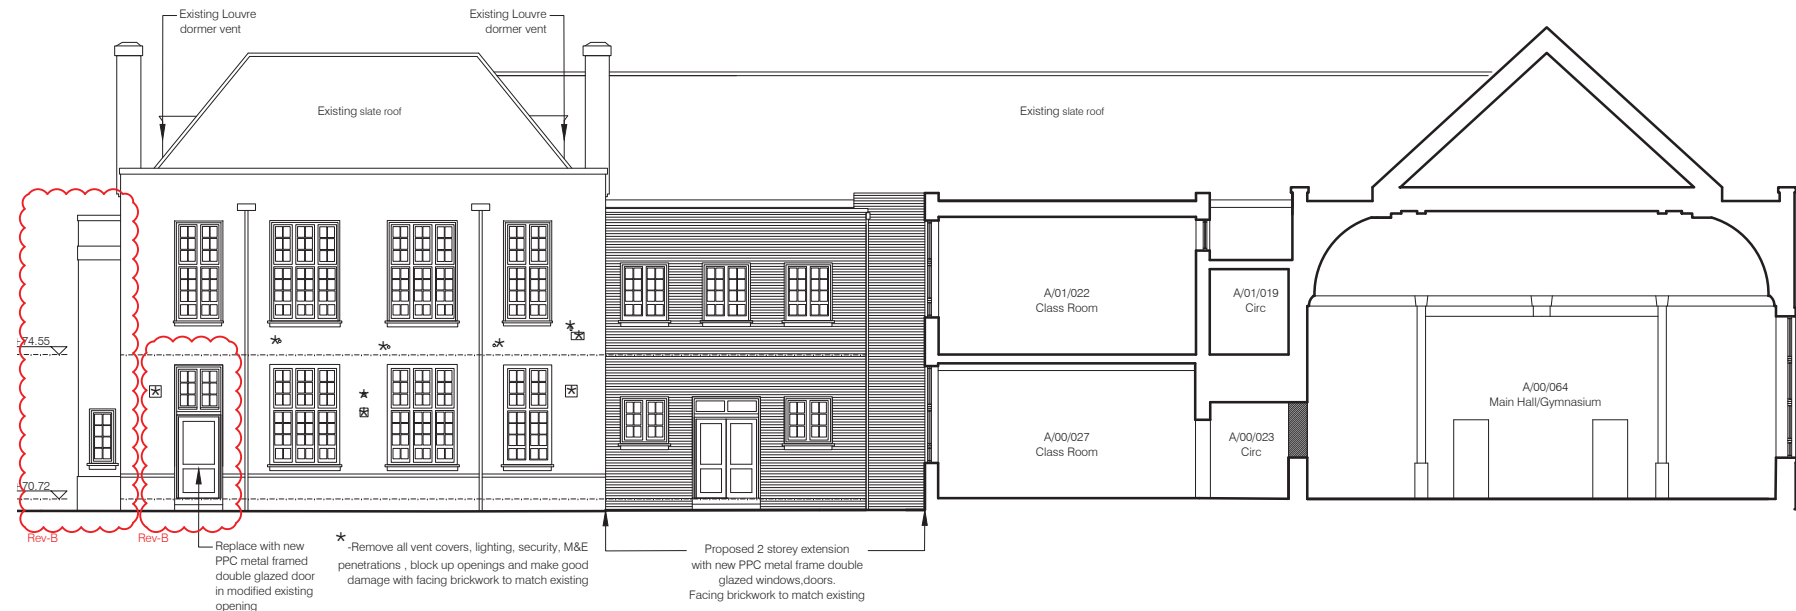 Existing Louvre
dormer vent
Existing Louvre
dormer vent
Existing slate roof
Existing slate roof
A/01/022
Class Room
A/01/019
Circ
74.55
A/00/064
Main Hall/Gymnasium
A/00/027
Class Room
A/00/023
Circ
70.72
Rev-B
Rev-B
Replace with new
PPC metal framed
double glazed door
in modified existing
opening
* -Remove all vent covers, lighting, security, M&E
penetrations , block up openings and make good
damage with facing brickwork to match existing
Proposed 2 storey extension
with new PPC metal frame double
glazed windows,doors.
Facing brickwork to match existing